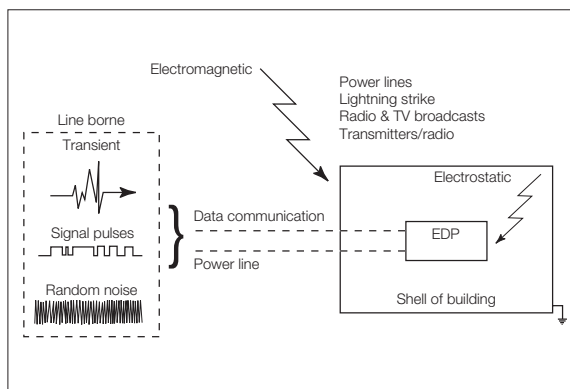 Electromagnetic
Power lines
Lightning strike
Radio & TV broadcasts
Transmitters/radio
Line borne
Transient
Signal pulses
Random noise
Data communication
Power line
Electrostatic
EDP
Shell of building